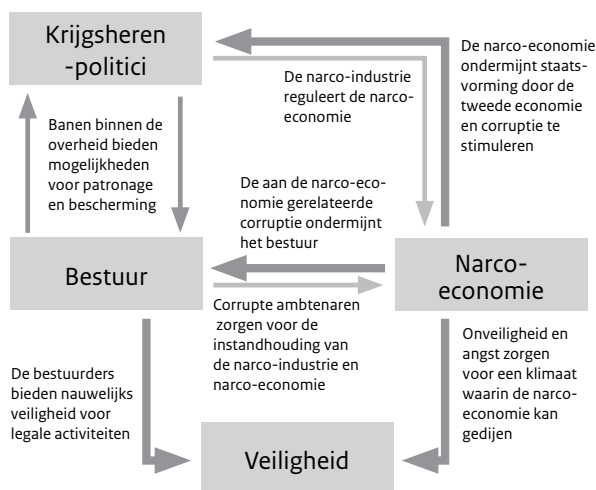 Krijgsheren
-politici
De narco-economie
ondermijnt staats-
vorming door de
tweede economie
en corruptie te
stimuleren
De narco-industrie
reguleert de narco-
economie
Banen binnen de
overheid bieden
mogelijkheden
voor patronage
en bescherming
De aan de narco-eco-
nomie gerelateerde
corruptie ondermijnt
het bestuur
Bestuur
Narco-
economie
Corrupte ambtenaren
zorgen voor de
instandhouding van
de narco-industrie en
narco-economie
Onveiligheid en
angst zorgen
voor een klimaat
waarin de narco-
economie kan
gedijen
De bestuurders
bieden nauwelijks
veiligheid voor
legale activiteiten
Veiligheid